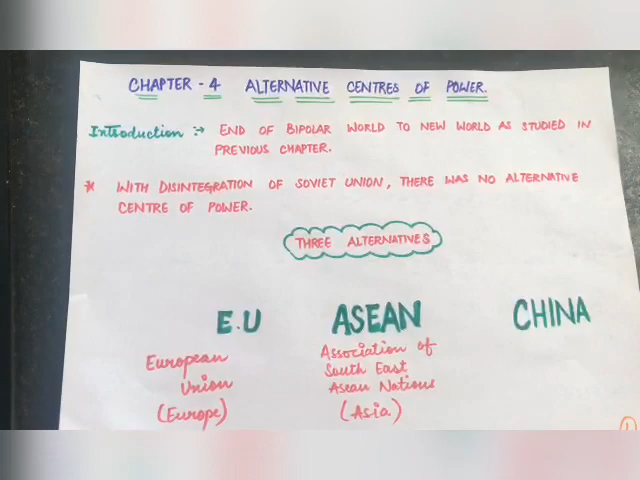 CHAPTER - 4 ALTERNATIVE CENTRES OF POWER.
Introduction :→ END OF BIPOLAR WORLD TO NEW WORLD AS STUDIED IN
PREVIOUS CHAPTER.
* WITH DISINTEGRATION OF SOVIET UNION, THERE WAS NO ALTERNATIVE
CENTRE OF POWER.
THREE ALTERNATIVES
E.U ASEAN CHINA
European Association of
Union South East
(Europe) Asean Nations
(Asia)
1